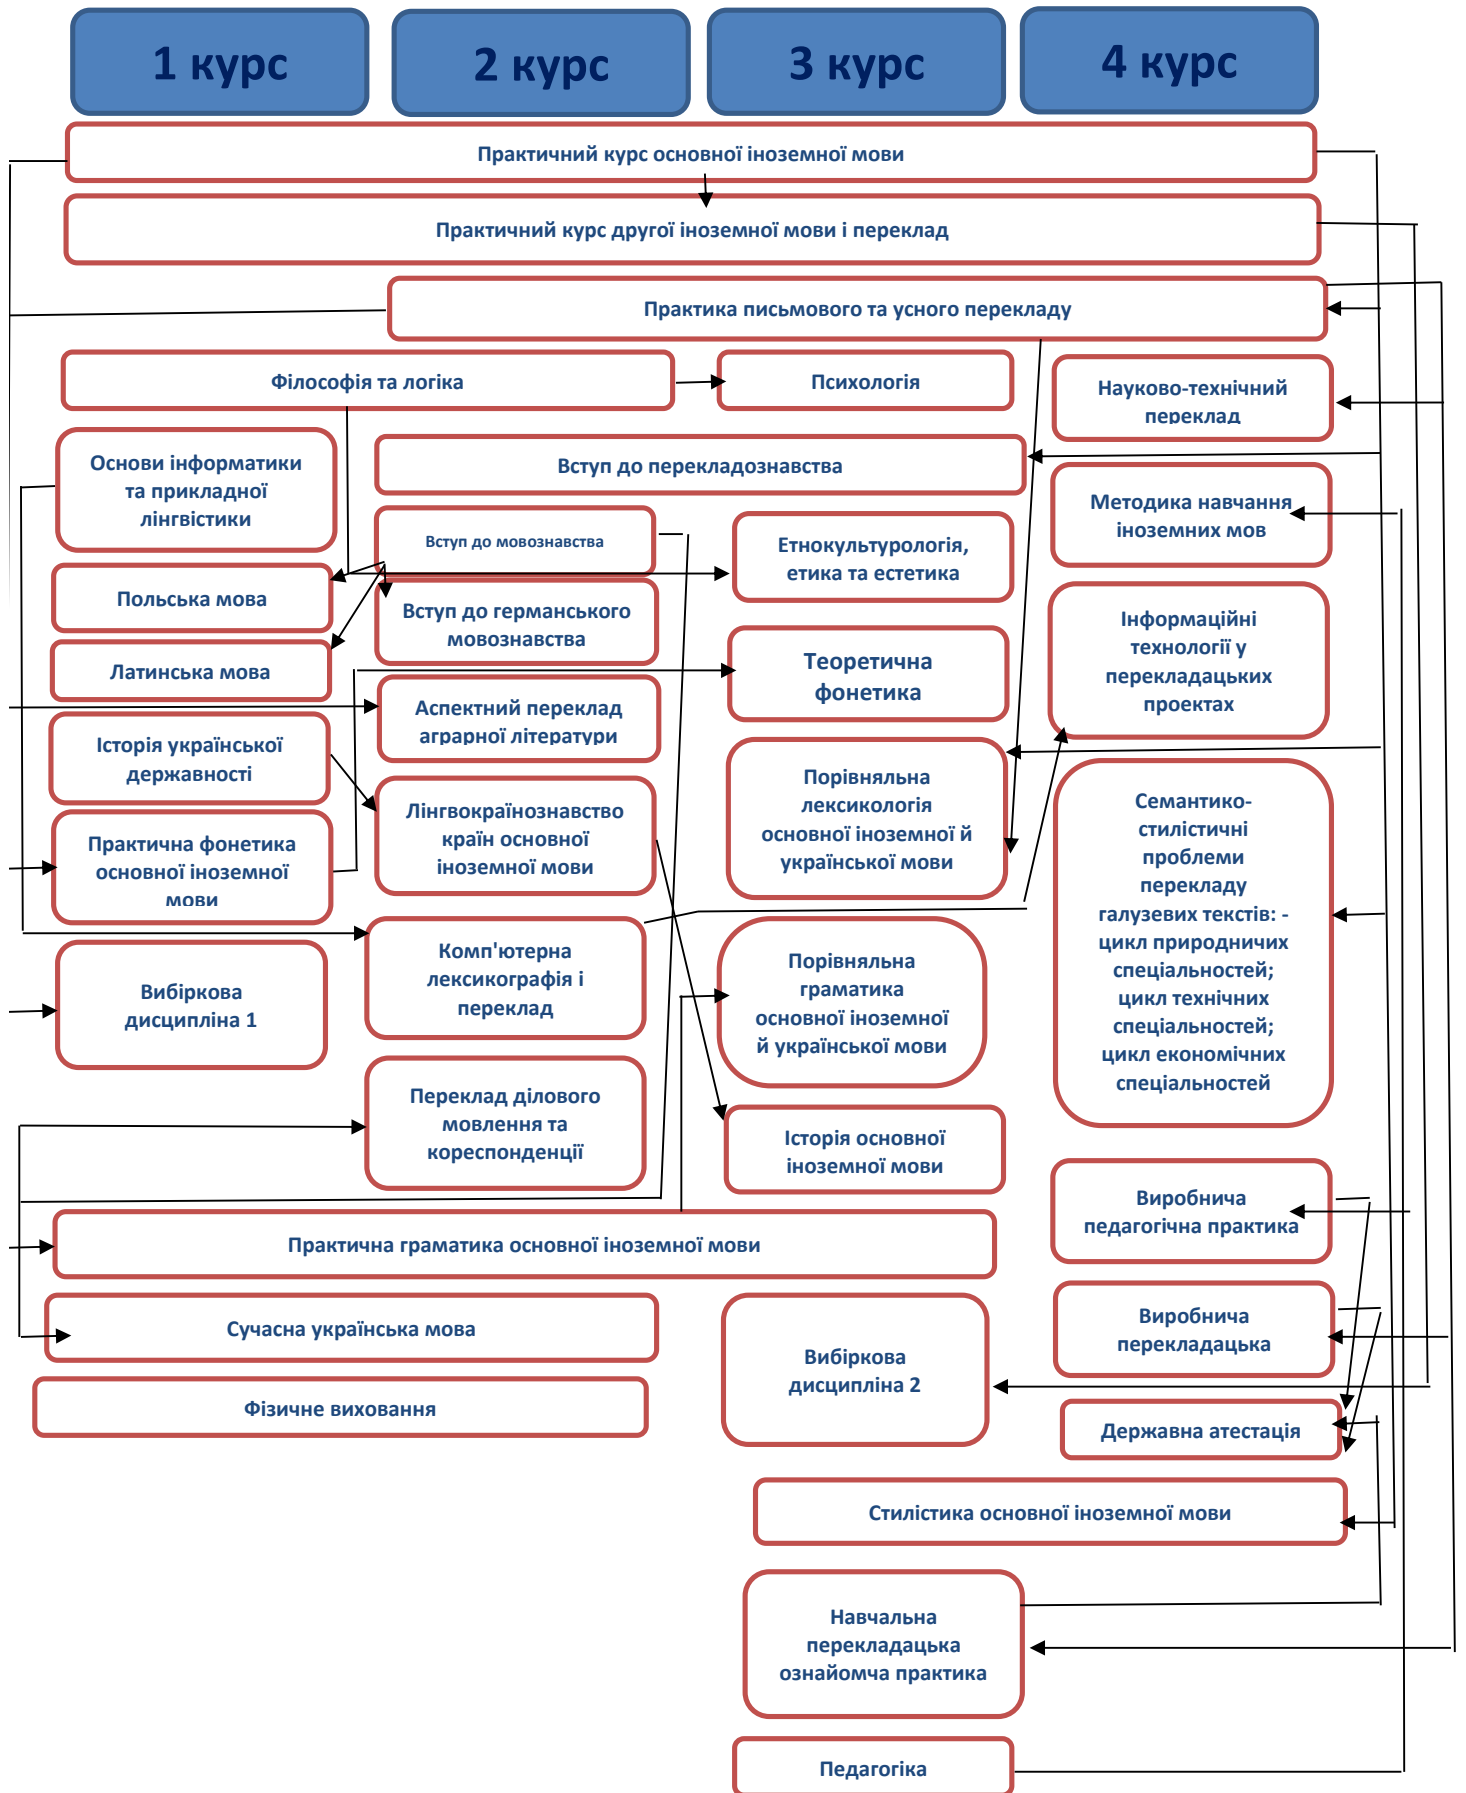 1 курс
2 курс
3 курс
4 курс
Практичний курс основної іноземної мови
Практичний курс другої іноземної мови і переклад
Практика письмового та усного перекладу
Філософія та логіка
Психологія
Науково-технічний
переклад
Основи інформатики
та прикладної
лінгвістики
Вступ до перекладознавства
Методика навчання
іноземних мов
Вступ до мовознавства
Етнокультурологія,
етика та естетика
Польська мова
Вступ до германського
мовознавства
Інформаційні
технології у
перекладацьких
проектах
Латинська мова
Теоретична
фонетика
Аспектний переклад
аграрної літератури
Історія української
державності
Лінгвокраїнознавство
країн основної
іноземної мови
Порівняльна
лексикологія
основної іноземної й
української мови
Семантико-
стилістичні
проблеми
перекладу
галузевих текстів: -
цикл природничих
спеціальностей;
цикл технічних
спеціальностей;
цикл економічних
спеціальностей
Практична фонетика
основної іноземної
мови
Комп'ютерна
лексикографія і
переклад
Порівняльна
граматика
основної іноземної
й української мови
Вибіркова
дисципліна 1
Переклад ділового
мовлення та
кореспонденції
Історія основної
іноземної мови
Виробнича
педагогічна практика
Практична граматика основної іноземної мови
Виробнича
перекладацька
Сучасна українська мова
Вибіркова
дисципліна 2
Фізичне виховання
Державна атестація
Стилістика основної іноземної мови
Навчальна
перекладацька
ознайомча практика
Педагогіка